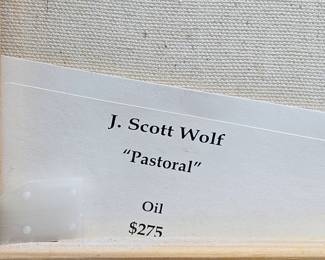 J. Scott Wolf
“Pastoral”
Oil
$275